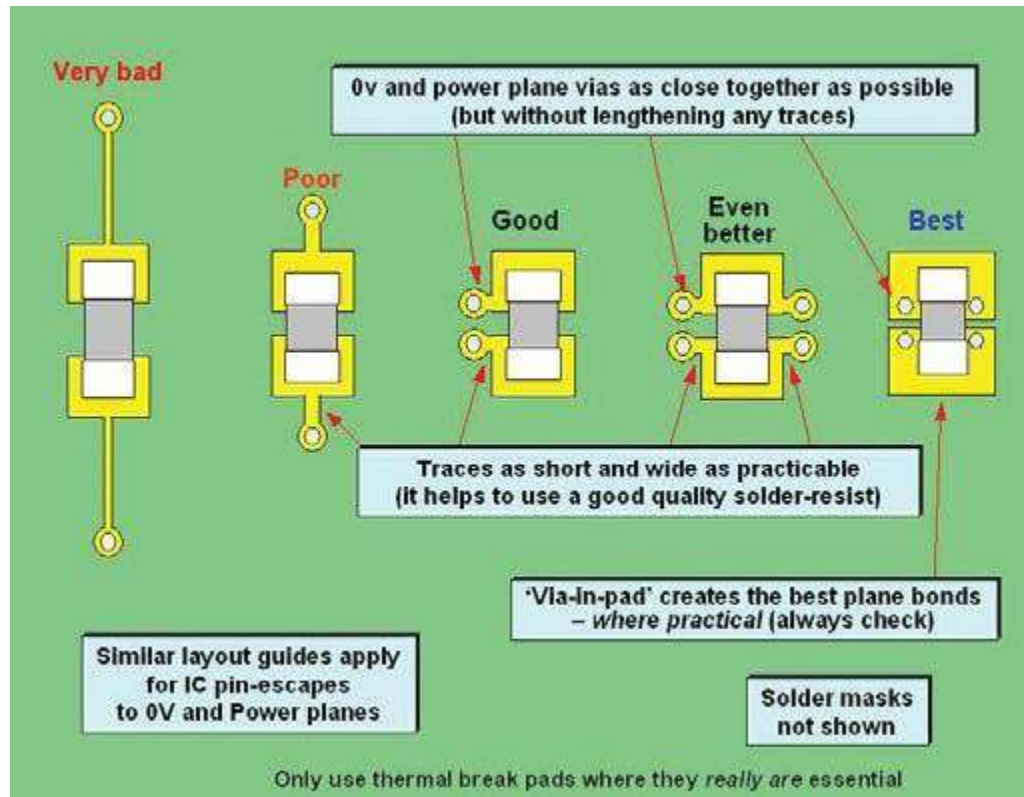 Very bad
0v and power plane vias as close together as possible
(but without lengthening any traces)
Poor
Good
Even
better
Best
Traces as short and wide as practicable
(it helps to use a good quality solder-resist)
'Via-in-pad' creates the best plane bonds
– where practical (always check)
Similar layout guides apply
for IC pin-escapes
to 0V and Power planes
Solder masks
not shown
Only use thermal break pads where they really are essential